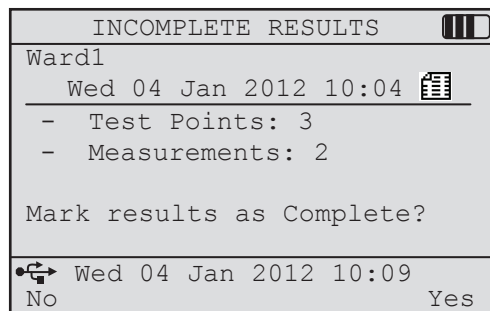 INCOMPLETE RESULTS
Ward1
Wed 04 Jan 2012 10:04
- Test Points: 3
- Measurements: 2
Mark results as Complete?
Wed 04 Jan 2012 10:09
No Yes